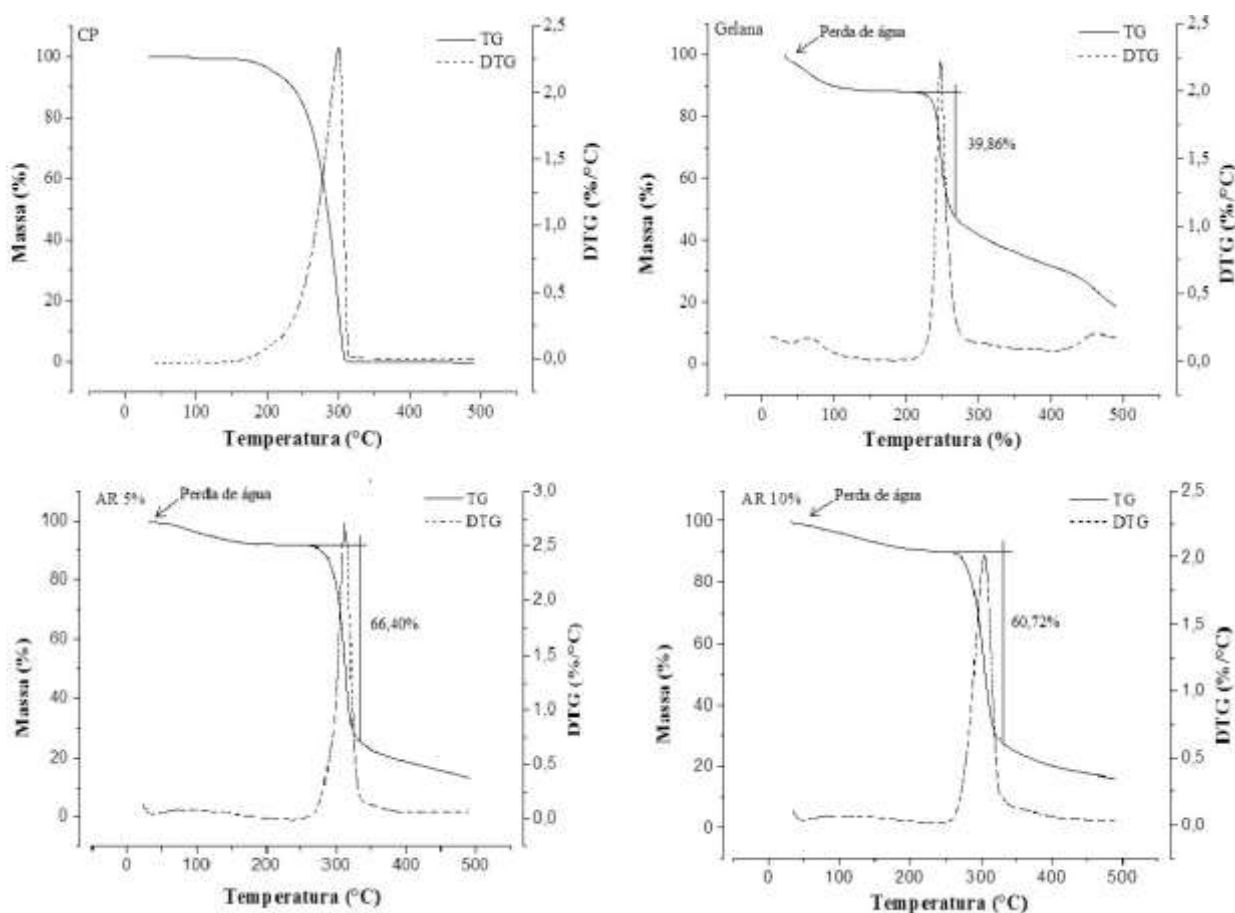 CP
TG
DTG
Massa (%)
100
80
60
40
20
0
2,5
2,0
1,5
1,0
0,5
0,0
DTG (%/°C)
0 100 200 300 400 500
Temperatura (°C)
Gelana
Perda de água
TG
DTG
39,86%
Massa (%)
100
80
60
40
20
0
2,5
2,0
1,5
1,0
0,5
0,0
DTG (%/°C)
0 100 200 300 400 500
Temperatura (%)
AR 5%
Perda de água
TG
DTG
66,40%
Massa (%)
100
80
60
40
20
0
3,0
2,5
2,0
1,5
1,0
0,5
0,0
DTG (%/°C)
0 100 200 300 400 500
Temperatura (°C)
AR 10%
Perda de água
TG
DTG
60,72%
Massa (%)
100
80
60
40
20
0
2,5
2,0
1,5
1,0
0,5
0,0
DTG (%/°C)
0 100 200 300 400 500
Temperatura (°C)